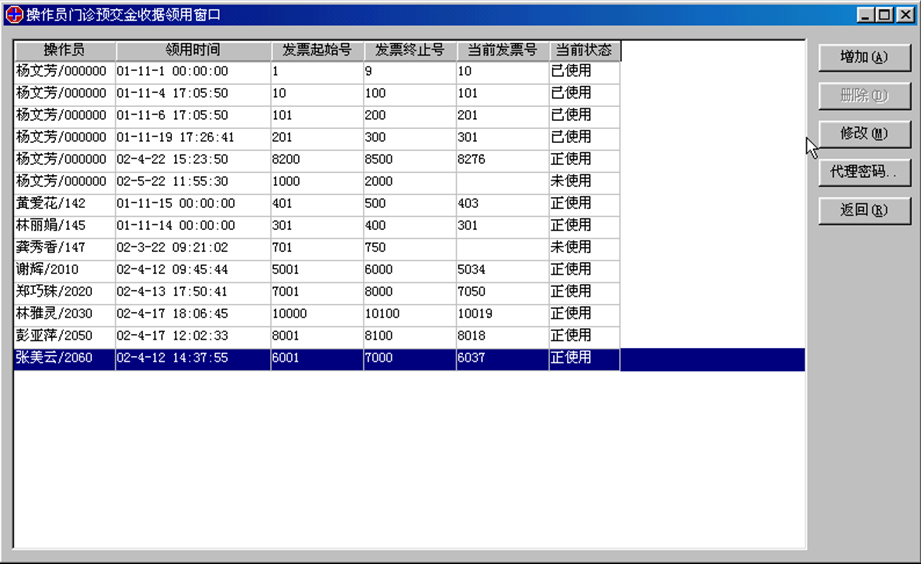 操作员门诊预交金收据领用窗口
操作员 领用时间 发票起始号 发票终止号 当前发票号 当前状态
杨文芳/000000 01-11-1 00:00:00 1 9 10 已使用
杨文芳/000000 01-11-4 17:05:50 10 100 101 已使用
杨文芳/000000 01-11-6 17:05:50 101 200 201 已使用
杨文芳/000000 01-11-19 17:26:41 201 300 301 已使用
杨文芳/000000 02-4-22 15:23:50 8200 8500 8276 正使用
杨文芳/000000 02-5-22 11:55:30 1000 2000 未使用
黄爱花/142 01-11-15 00:00:00 401 500 403 正使用
林丽娟/145 01-11-14 00:00:00 301 400 301 正使用
龚秀香/147 02-3-22 09:21:02 701 750 未使用
谢辉/2010 02-4-12 09:45:44 5001 6000 5034 正使用
郑巧珠/2020 02-4-13 17:50:41 7001 8000 7050 正使用
林雅灵/2030 02-4-17 18:06:45 10000 10100 10019 正使用
彭亚萍/2050 02-4-17 12:02:33 8001 8100 8018 正使用
张美云/2060 02-4-12 14:37:55 6001 7000 6037 正使用
增加(A)
删除(D)
修改(M)
代理密码..
返回(R)